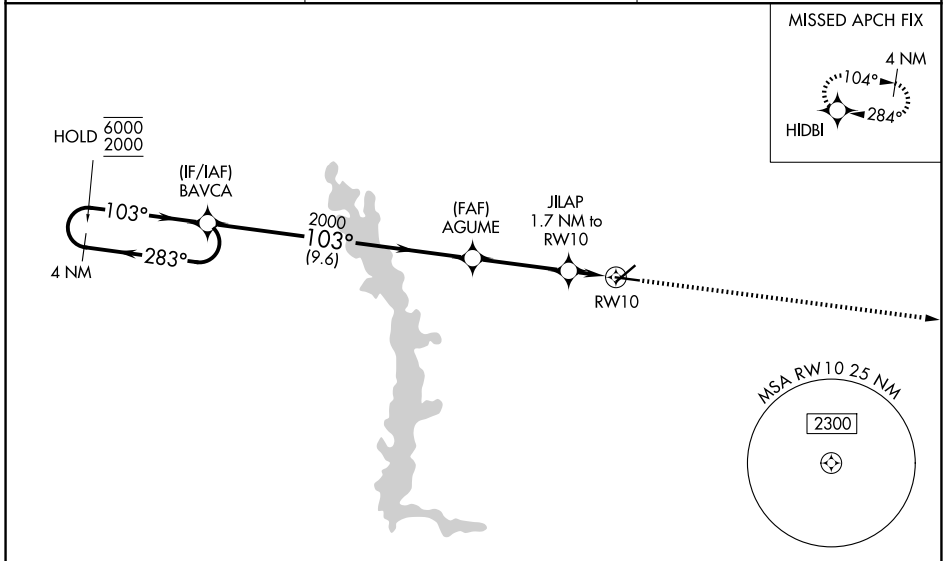 MISSED APCH FIX
4 NM
104°
284°
HIDBI
HOLD 6000
2000
(IF/IAF)
BAVCA
103°
283°
4 NM
2000
103°
(9.6)
(FAF)
AGUME
JILAP
1.7 NM to
RW10
RW10
MSA RW10 25 NM
2300